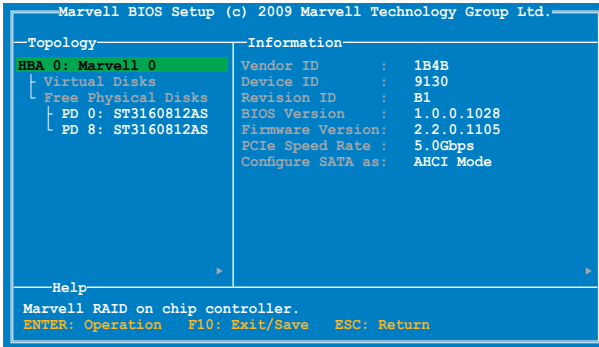 Marvell BIOS Setup (c) 2009 Marvell Technology Group Ltd.
Topology
HBA 0: Marvell 0
Virtual Disks
Free Physical Disks
PD 0: ST3160812AS
PD 8: ST3160812AS
Information
Vendor ID : 1B4B
Device ID : 9130
Revision ID : B1
BIOS Version : 1.0.0.1028
Firmware Version: 2.2.0.1105
PCIe Speed Rate : 5.0Gbps
Configure SATA as: AHCI Mode
Help
Marvell RAID on chip controller.
ENTER: Operation F10: Exit/Save ESC: Return